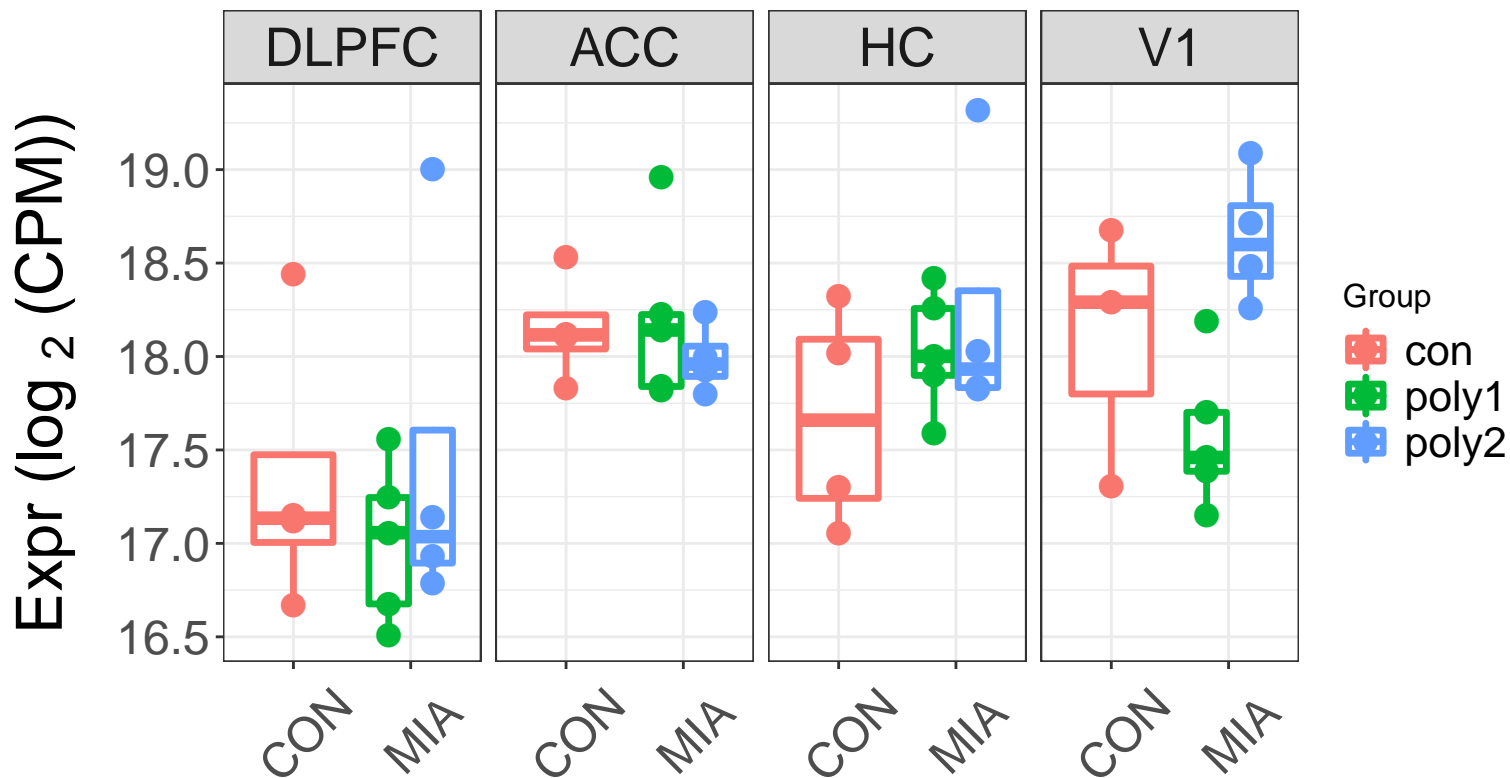 DLPFC ACC HC V1
Expr (log 2 (CPM))
19.0
18.5
18.0
17.5
17.0
16.5
CON MIA CON MIA CON MIA CON MIA
Group
con
poly1
poly2